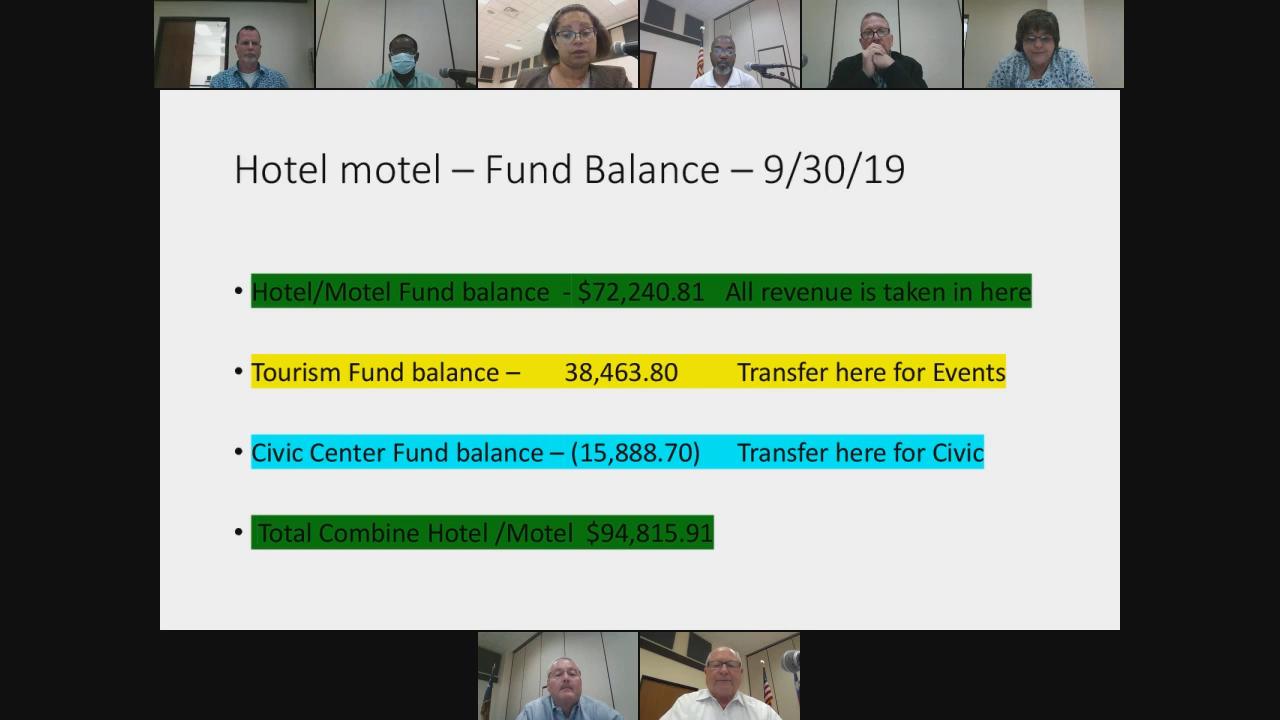 Hotel motel – Fund Balance – 9/30/19
• Hotel/Motel Fund balance - $72,240.81 All revenue is taken in here
• Tourism Fund balance – 38,463.80 Transfer here for Events
• Civic Center Fund balance – (15,888.70) Transfer here for Civic
• Total Combine Hotel /Motel $94,815.91